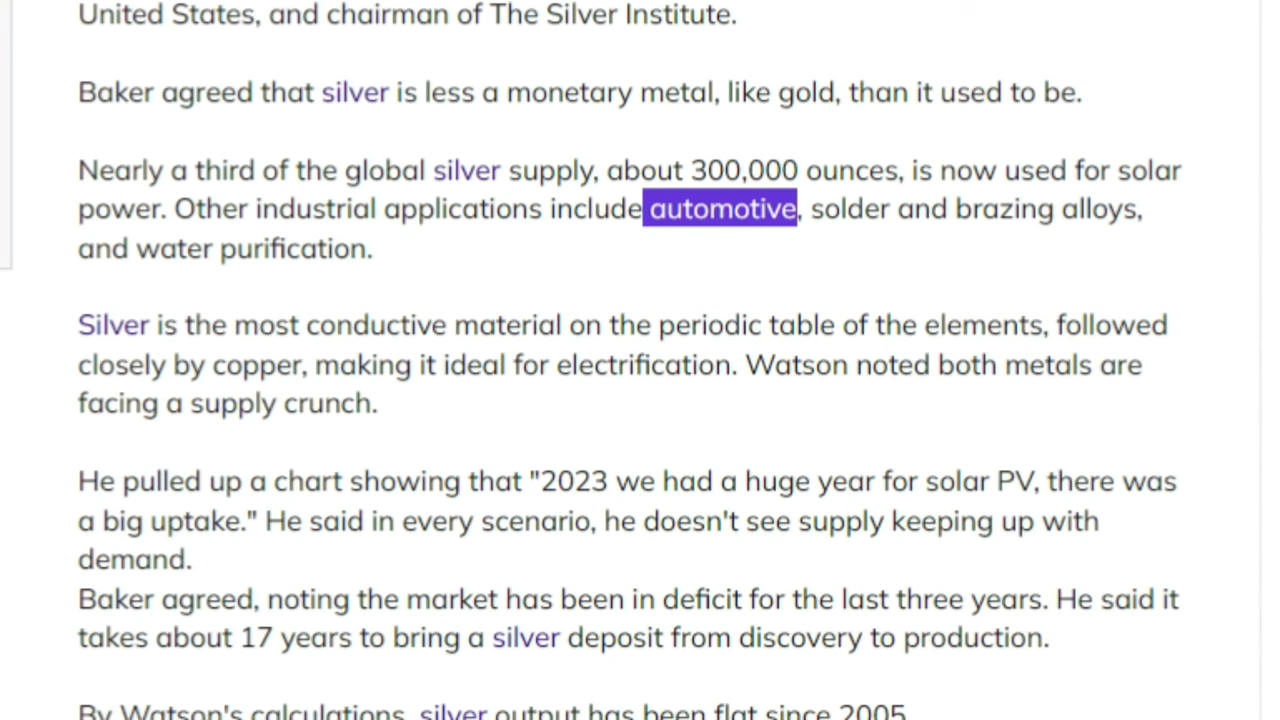 United States, and chairman of The Silver Institute.
Baker agreed that silver is less a monetary metal, like gold, than it used to be.
Nearly a third of the global silver supply, about 300,000 ounces, is now used for solar
power. Other industrial applications include automotive, solder and brazing alloys,
and water purification.
Silver is the most conductive material on the periodic table of the elements, followed
closely by copper, making it ideal for electrification. Watson noted both metals are
facing a supply crunch.
He pulled up a chart showing that "2023 we had a huge year for solar PV, there was
a big uptake." He said in every scenario, he doesn't see supply keeping up with
demand.
Baker agreed, noting the market has been in deficit for the last three years. He said it
takes about 17 years to bring a silver deposit from discovery to production.
By Watson's calculations, silver output has been flat since 2005